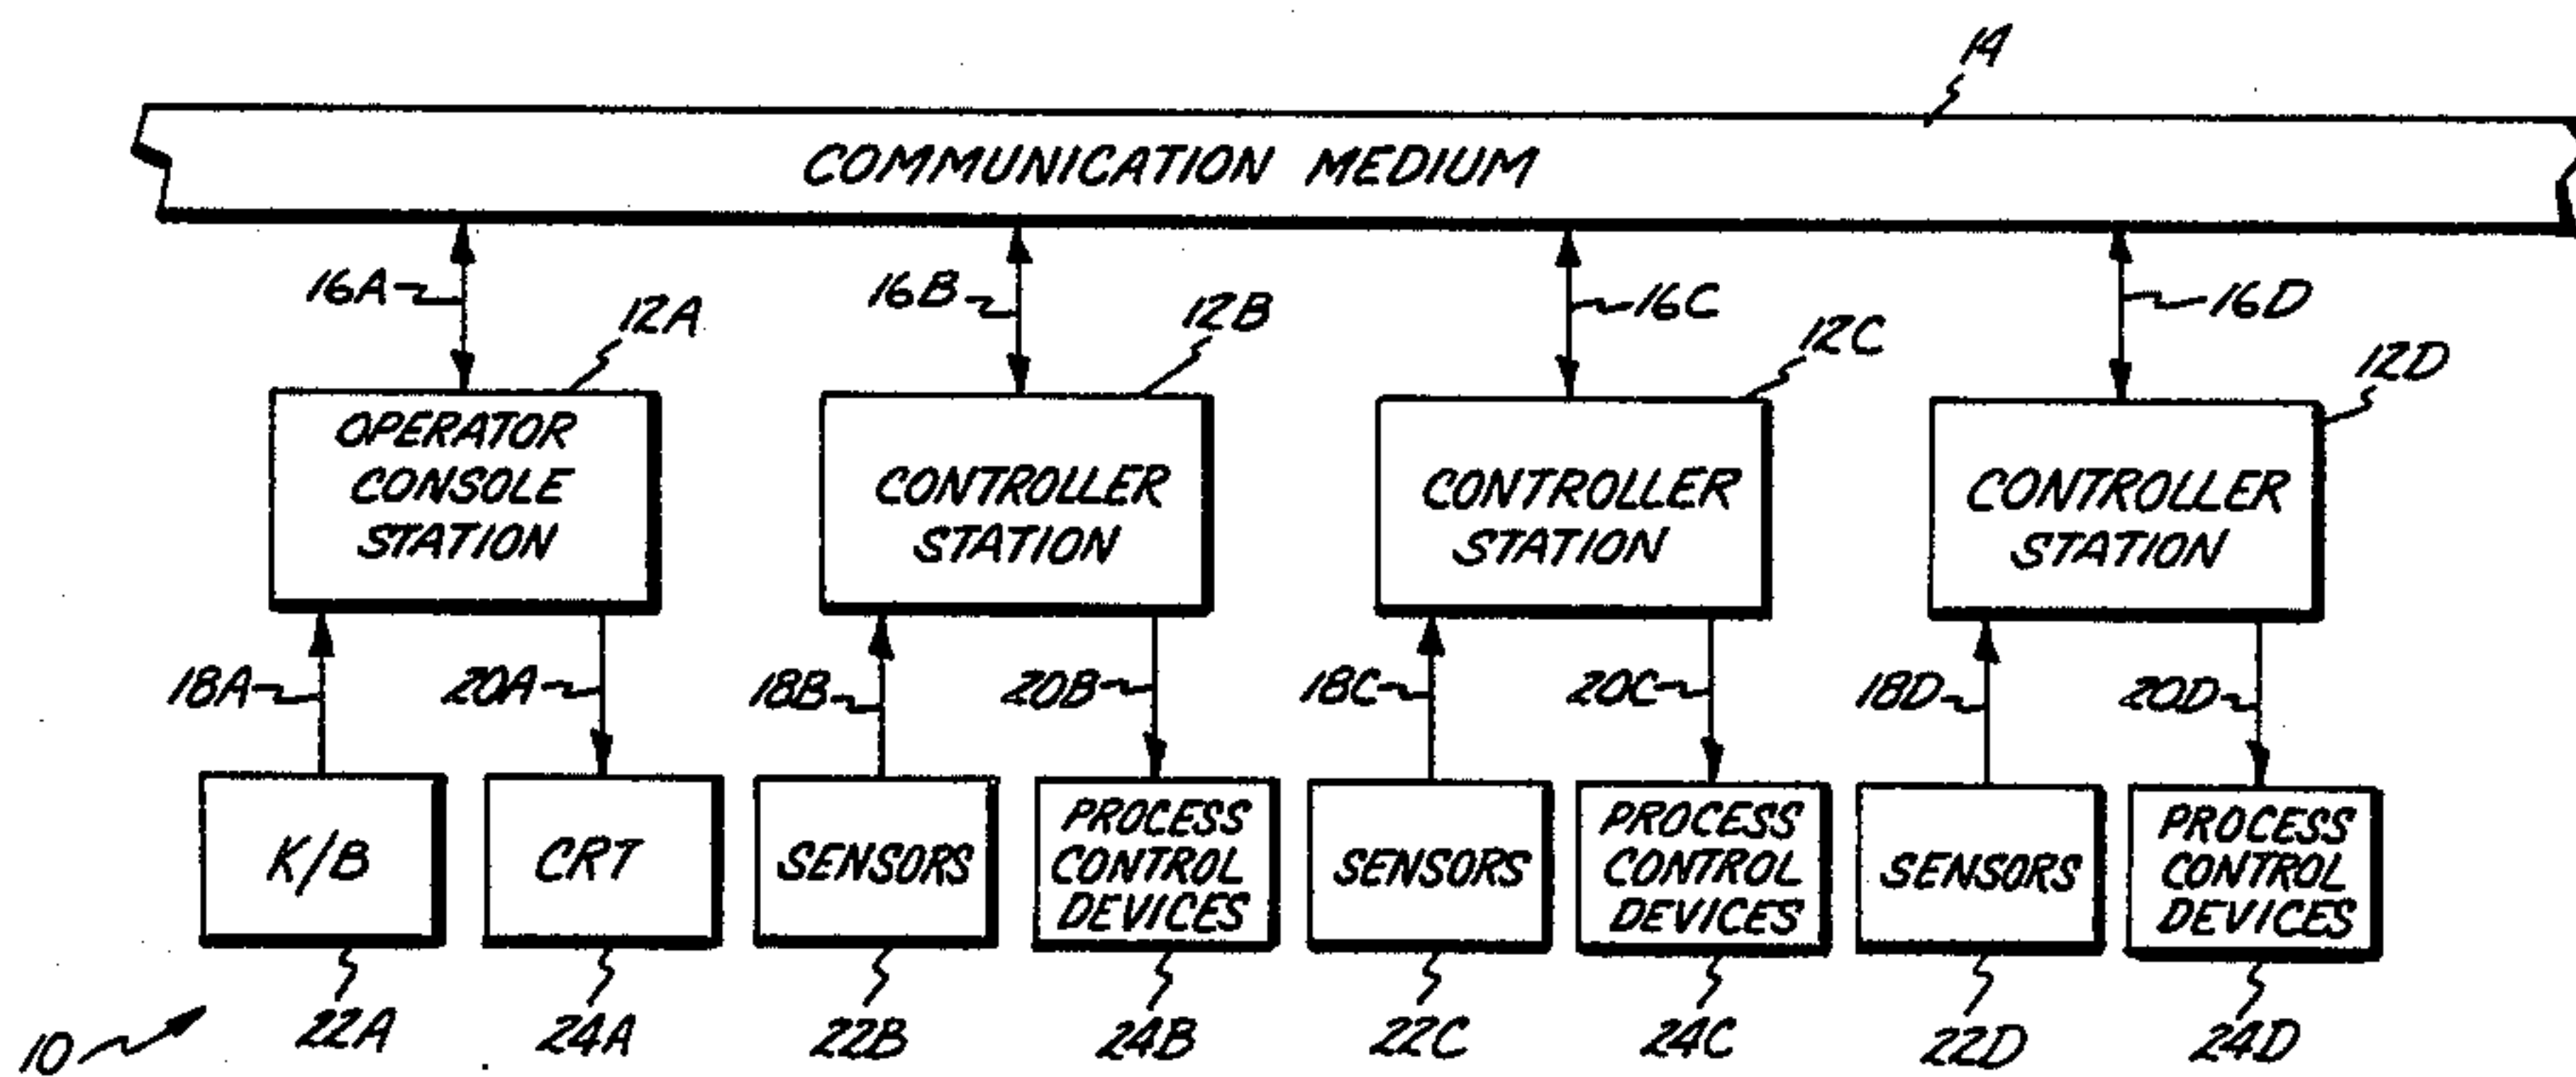 14
COMMUNICATION MEDIUM
16A
16B
16C
16D
12A
12B
12C
12D
OPERATOR
CONSOLE
STATION
CONTROLLER
STATION
CONTROLLER
STATION
CONTROLLER
STATION
18A
20A
18B
20B
18C
20C
18D
20D
K/B
CRT
SENSORS
PROCESS
CONTROL
DEVICES
SENSORS
PROCESS
CONTROL
DEVICES
SENSORS
PROCESS
CONTROL
DEVICES
10
22A
24A
22B
24B
22C
24C
22D
24D